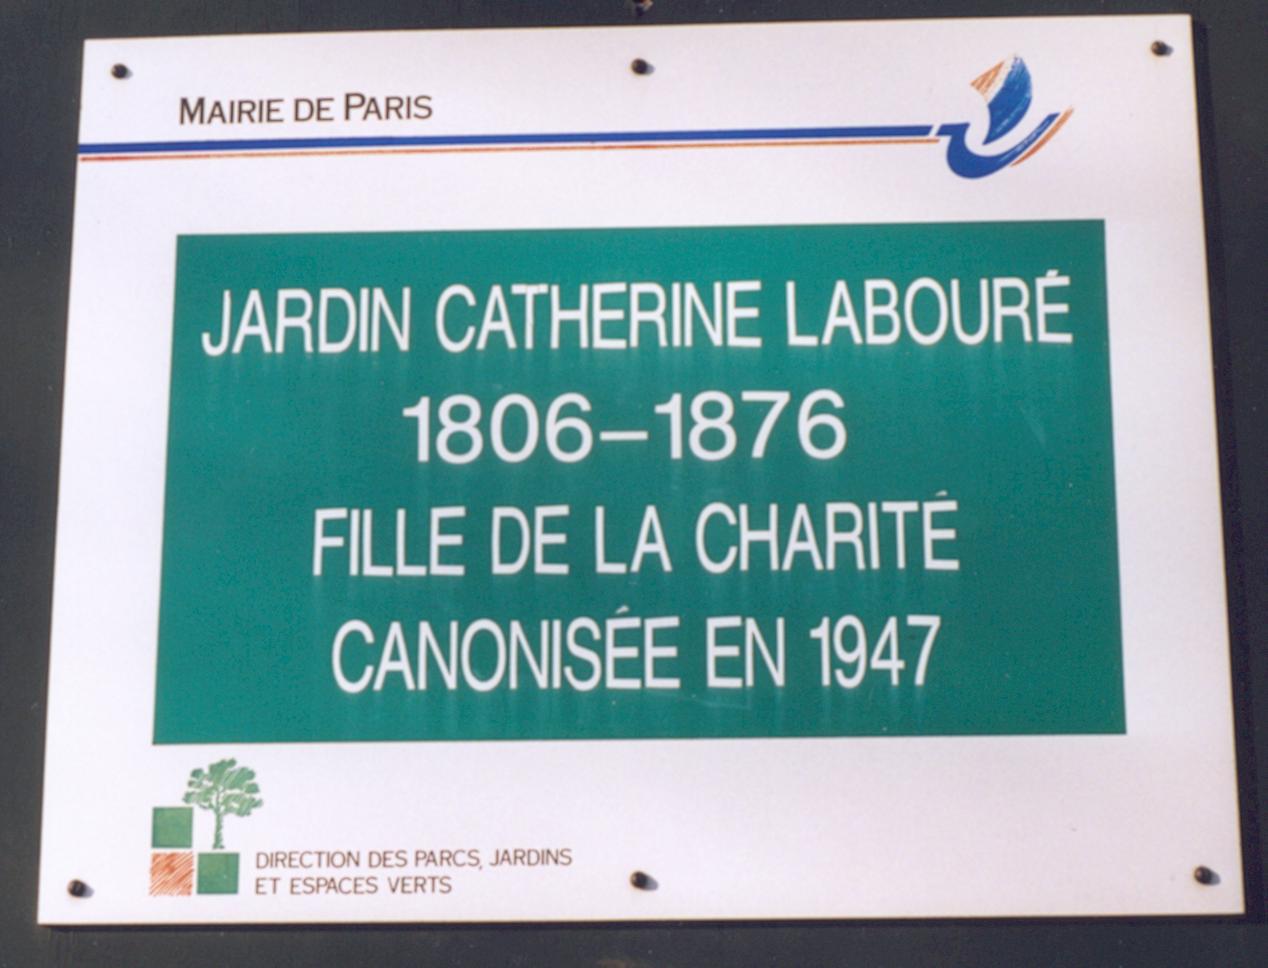 MAIRIE DE PARIS
JARDIN CATHERINE LABOURÉ
1806–1876
FILLE DE LA CHARITÉ
CANONISÉE EN 1947
DIRECTION DES PARCS, JARDINS
ET ESPACES VERTS